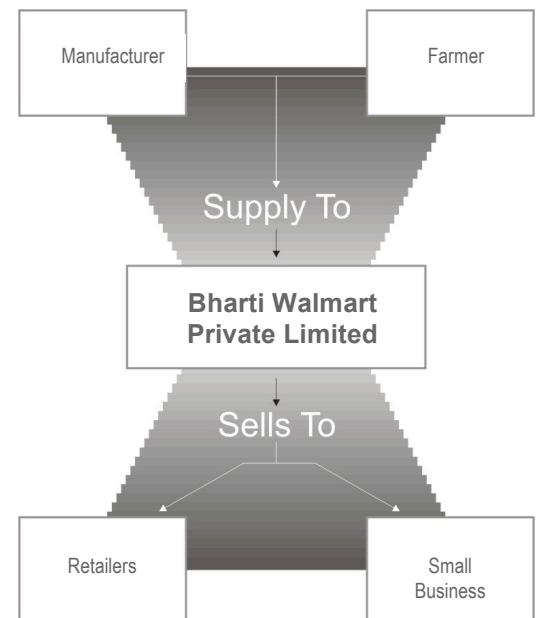 Manufacturer
Farmer
Supply To
Bharti Walmart
Private Limited
Sells To
Retailers
Small
Business